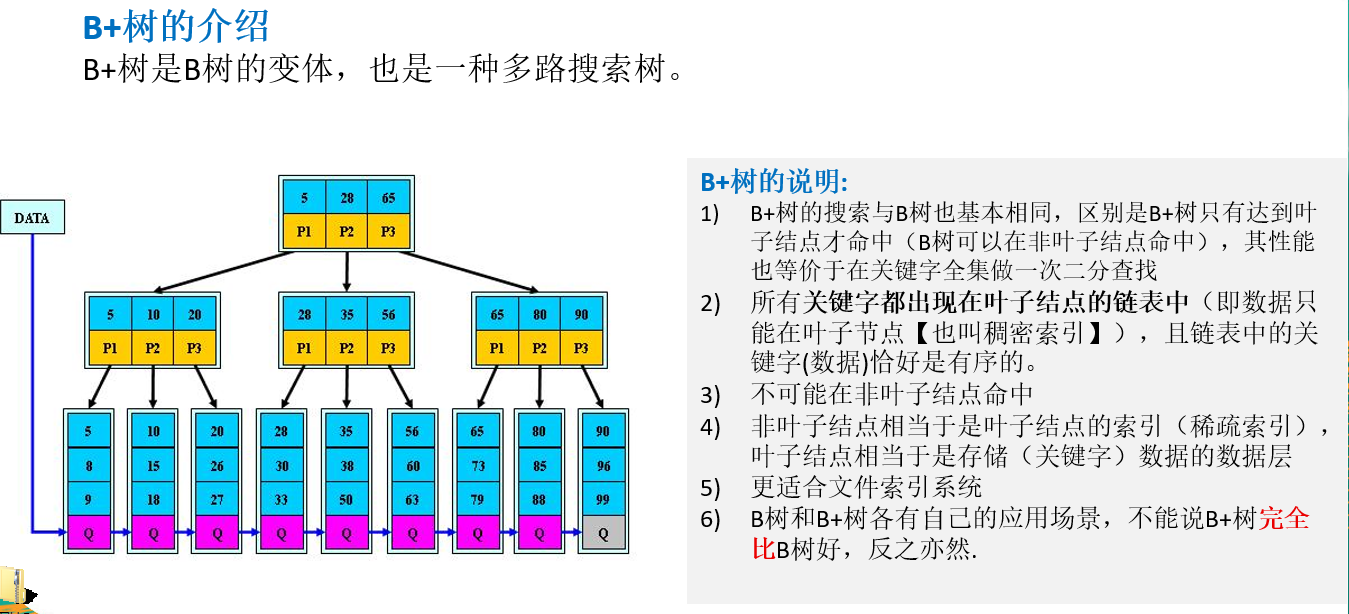 B+树的介绍
B+树是B树的变体，也是一种多路搜索树。
DATA
5 28 65
P1 P2 P3
5 10 20
P1 P2 P3
28 35 56
P1 P2 P3
65 80 90
P1 P2 P3
5 10 20 28 35 56 65 80 90
8 15 26 30 38 60 73 85 96
9 18 27 33 50 63 79 88 99
Q Q Q Q Q Q Q Q Q
B+树的说明:
1) B+树的搜索与B树也基本相同，区别是B+树只有达到叶
子结点才命中（B树可以在非叶子结点命中），其性能
也等价于在关键字全集做一次二分查找
2) 所有关键字都出现在叶子结点的链表中（即数据只
能在叶子节点【也叫稠密索引】），且链表中的关
键字(数据)恰好是有序的。
3) 不可能在非叶子结点命中
4) 非叶子结点相当于是叶子结点的索引（稀疏索引），
叶子结点相当于是存储（关键字）数据的数据层
5) 更适合文件索引系统
6) B树和B+树各有自己的应用场景，不能说B+树完全
比B树好，反之亦然.